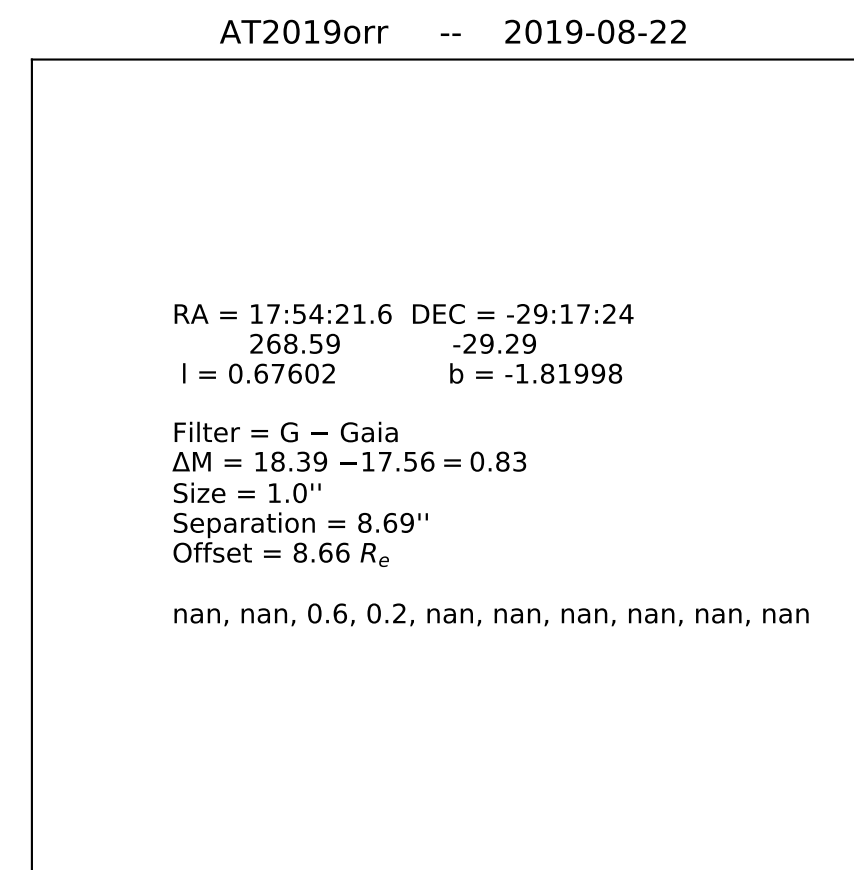 AT2019orr -- 2019-08-22
RA = 17:54:21.6 DEC = -29:17:24
268.59 -29.29
l = 0.67602 b = -1.81998
Filter = G − Gaia
ΔM = 18.39 −17.56 = 0.83
Size = 1.0''
Separation = 8.69''
Offset = 8.66 Rₑ
nan, nan, 0.6, 0.2, nan, nan, nan, nan, nan, nan